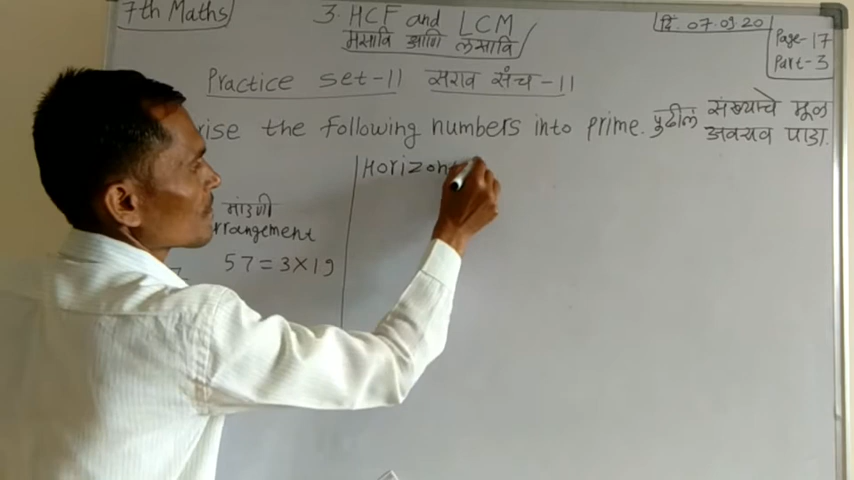 7th Maths
3. HCF and LCM
मसावि आणि लसावि
दि. 07.09.20
Page-17
Part-3
Practice set-11 सराव संच-11
rise the following numbers into prime. पुढील संख्यांचे मूळ
अवयव पाडा.
मांडणी
rrangement
57=3×19
Horizont